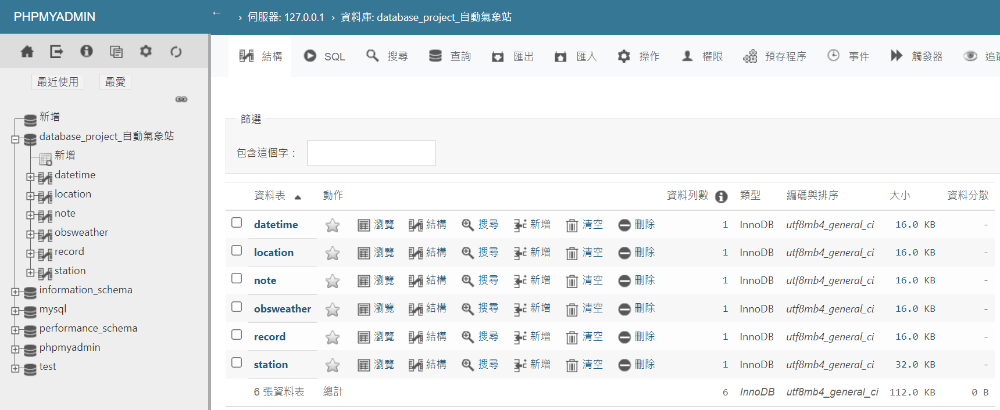 PHPMYADMIN
← › 伺服器: 127.0.0.1 › 資料庫: database_project_自動氣象站
結構 SQL 搜尋 查詢 匯出 匯入 操作 權限 預存程序 事件 觸發器
最近使用 最愛
新增
database_project_自動氣象站
新增
datetime
location
note
obsweather
record
station
information_schema
mysql
performance_schema
phpmyadmin
test
篩選
包含這個字：
資料表 動作 資料列數 類型 編碼與排序 大小 資料分散
datetime 瀏覽 結構 搜尋 新增 清空 刪除 1 InnoDB utf8mb4_general_ci 16.0 KB -
location 瀏覽 結構 搜尋 新增 清空 刪除 1 InnoDB utf8mb4_general_ci 16.0 KB -
note 瀏覽 結構 搜尋 新增 清空 刪除 1 InnoDB utf8mb4_general_ci 16.0 KB -
obsweather 瀏覽 結構 搜尋 新增 清空 刪除 1 InnoDB utf8mb4_general_ci 16.0 KB -
record 瀏覽 結構 搜尋 新增 清空 刪除 1 InnoDB utf8mb4_general_ci 16.0 KB -
station 瀏覽 結構 搜尋 新增 清空 刪除 1 InnoDB utf8mb4_general_ci 32.0 KB -
6 張資料表 總計 6 InnoDB utf8mb4_general_ci 112.0 KB 0 B